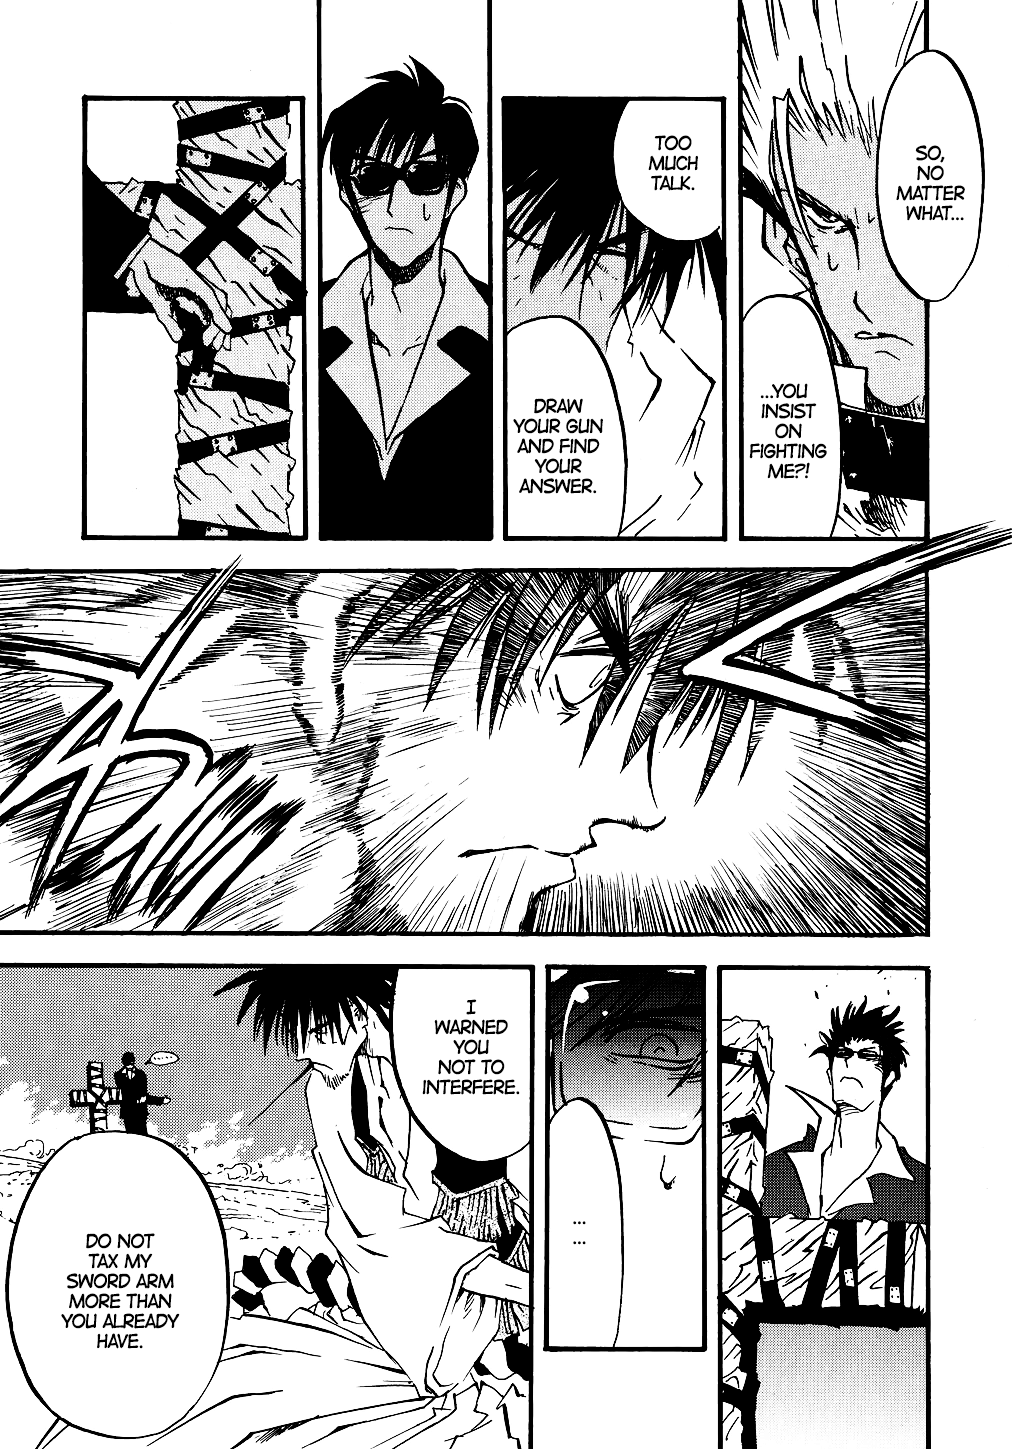 SO,
NO
MATTER
WHAT...
...YOU
INSIST
ON
FIGHTING
ME?!
TOO
MUCH
TALK.
DRAW
YOUR GUN
AND FIND
YOUR
ANSWER.
...
...
I
WARNED
YOU
NOT TO
INTERFERE.
......
DO NOT
TAX MY
SWORD ARM
MORE THAN
YOU ALREADY
HAVE.